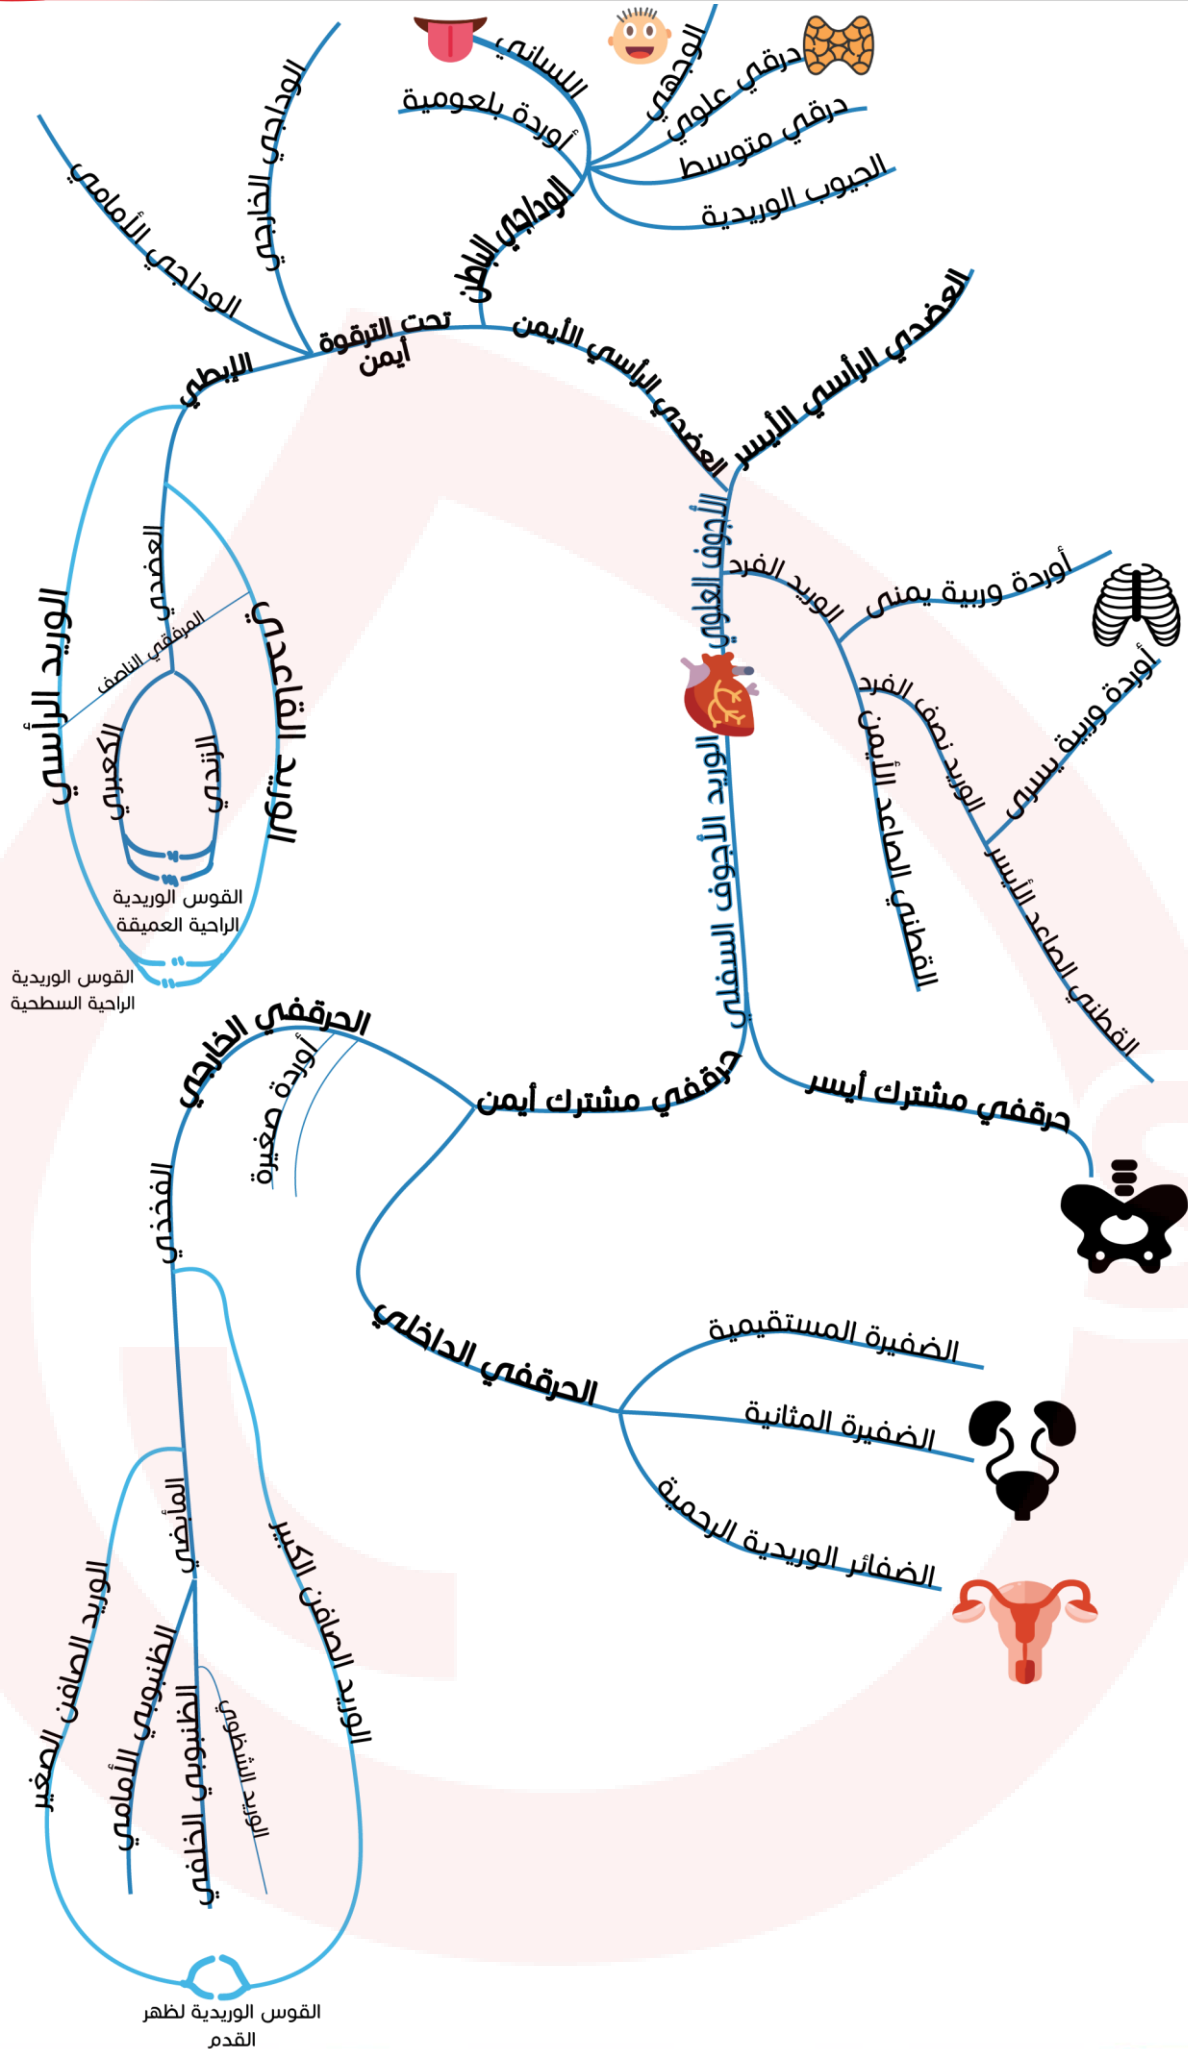 اللساني
الوجهي
درقي علوي
أوردة بلعومية
درقي متوسط
الجيوب الوريدية
الوداجي الباطن
الوداجي الخارجي
الوداجي الأمامي
تحت الترقوة
أيمن
العضدي الرأسي الأيمن
العضدي الرأسي الأيسر
الإبطي
الأجوف العلوي
الوريد الفرد
أوردة وربية يمنى
أوردة وربية يسرى
الوريد نصف الفرد
القطني الصاعد الأيمن
القطني الصاعد الأيسر
العضدي
المرفقي الناصف
الوريد الرأسي
الوريد القاعدي
الكعبري
الزندي
القوس الوريدية
الراحية العميقة
القوس الوريدية
الراحية السطحية
الوريد الأجوف السفلي
حرقفي مشترك أيمن
حرقفي مشترك أيسر
الحرقفي الخارجي
أوردة صغيرة
الفخذي
الحرقفي الداخلي
الضفيرة المستقيمية
الضفيرة المثانية
الضفائر الوريدية الرحمية
المأبضي
الوريد الصافن الكبير
الوريد الصافن الصغير
الظنبوبي الأمامي
الظنبوبي الخلفي
الوريد الشظوي
القوس الوريدية لظهر
القدم